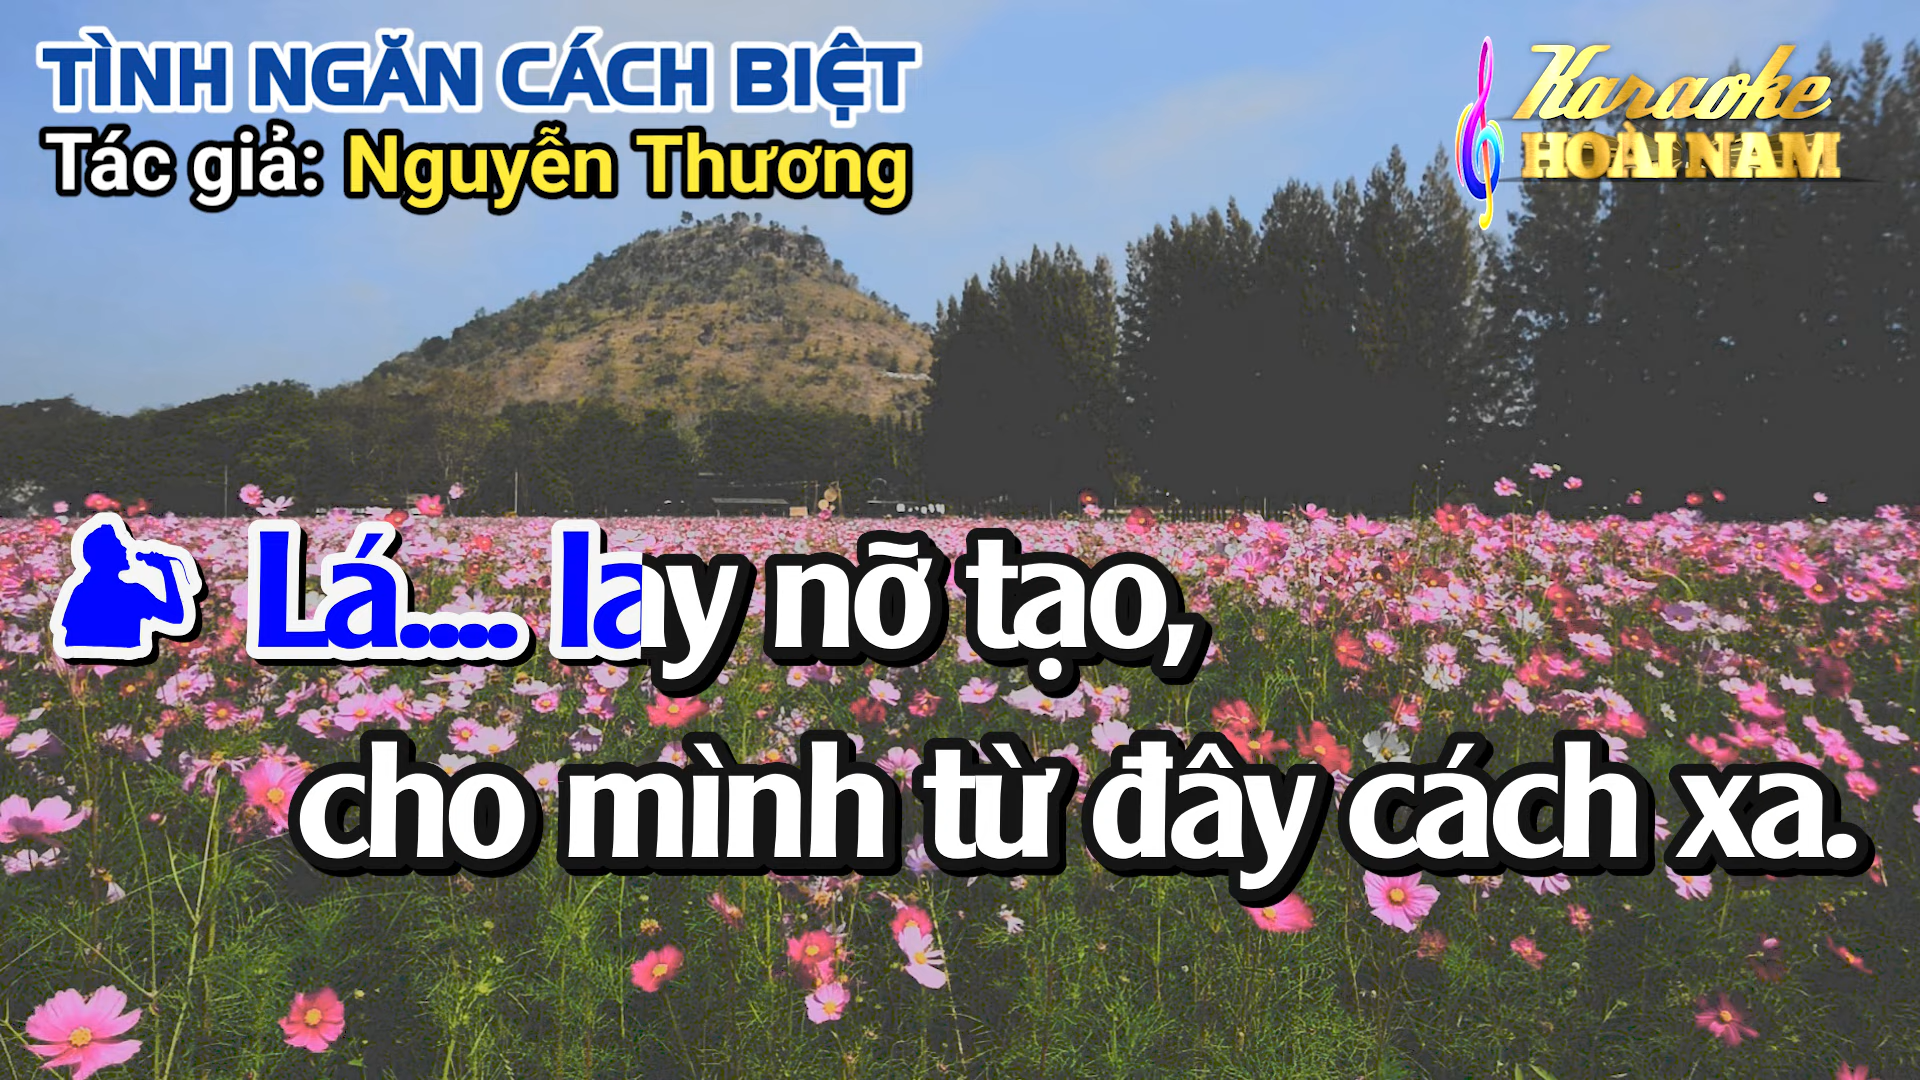 TÌNH NGĂN CÁCH BIỆT
Tác giả: Nguyễn Thương
Karaoke
HOÀI NAM
Lá.... lay nỡ tạo,
cho mình từ đây cách xa.